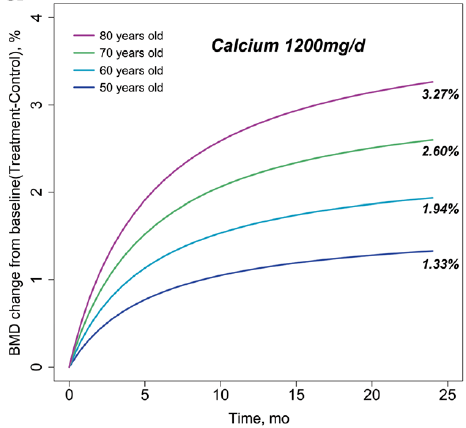 Calcium 1200mg/d
80 years old
70 years old
60 years old
50 years old
BMD change from baseline(Treatment-Control), %
4
3
2
1
0
3.27%
2.60%
1.94%
1.33%
0 5 10 15 20 25
Time, mo